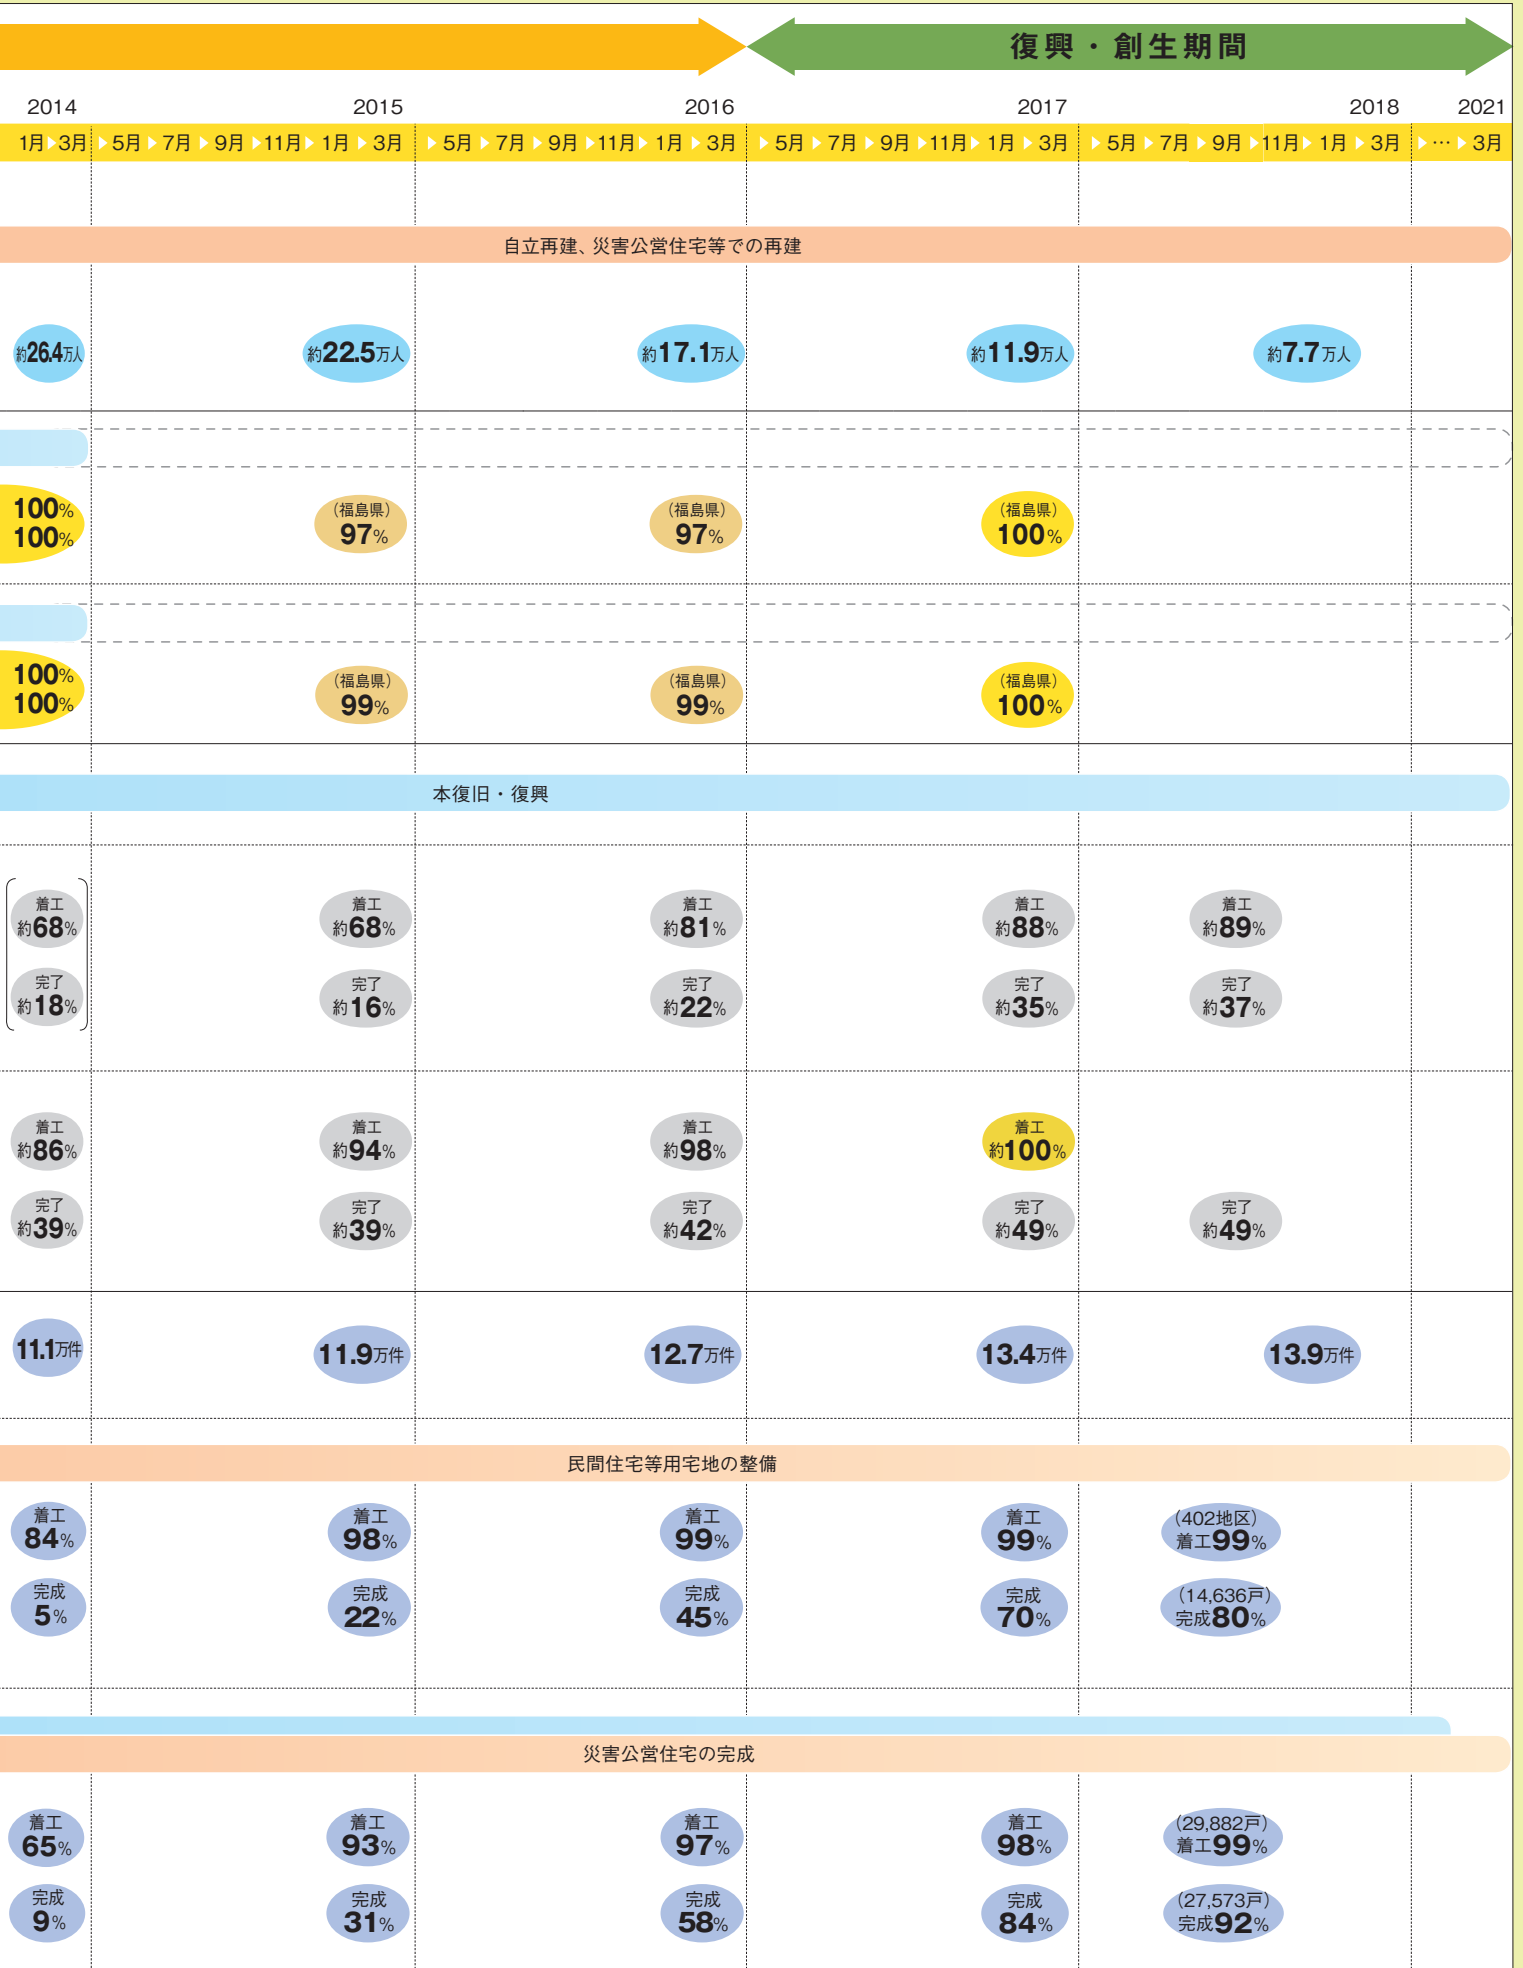 復興・創生期間
2014 2015 2016 2017 2018 2021
1月 3月 5月 7月 9月 11月 1月 3月 5月 7月 9月 11月 1月 3月 5月 7月 9月 11月 1月 3月 5月 7月 9月 11月 1月 3月 … 3月
自立再建、災害公営住宅等での再建
約26.4万人 約22.5万人 約17.1万人 約11.9万人 約7.7万人
100% (福島県) (福島県) (福島県)
100% 97% 97% 100%
100% (福島県) (福島県) (福島県)
100% 99% 99% 100%
本復旧・復興
着工 着工 着工 着工 着工
約68% 約68% 約81% 約88% 約89%
完了 完了 完了 完了 完了
約18% 約16% 約22% 約35% 約37%
着工 着工 着工 着工
約86% 約94% 約98% 約100%
完了 完了 完了 完了 完了
約39% 約39% 約42% 約49% 約49%
11.1万件 11.9万件 12.7万件 13.4万件 13.9万件
民間住宅等用宅地の整備
着工 着工 着工 着工 (402地区)
84% 98% 99% 99% 着工99%
完成 完成 完成 完成 (14,636戸)
5% 22% 45% 70% 完成80%
災害公営住宅の完成
着工 着工 着工 着工 (29,882戸)
65% 93% 97% 98% 着工99%
完成 完成 完成 完成 (27,573戸)
9% 31% 58% 84% 完成92%